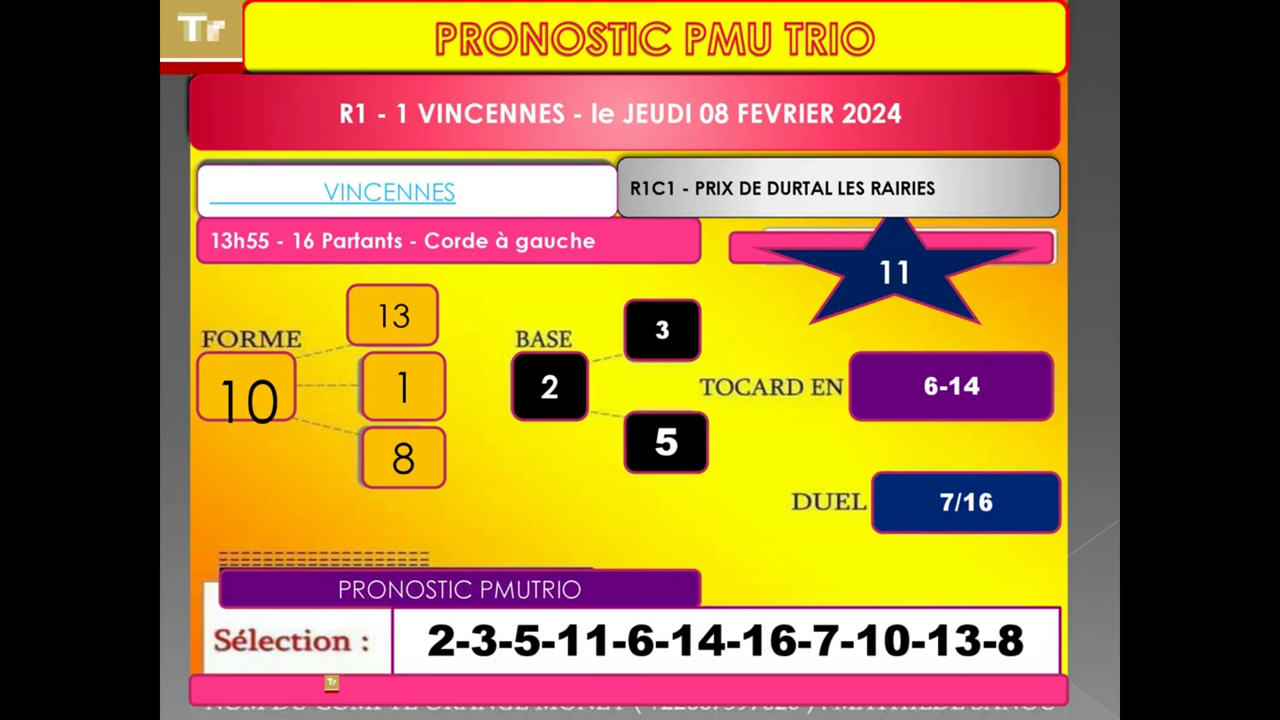 Tr
PRONOSTIC PMU TRIO
R1 - 1 VINCENNES - le JEUDI 08 FEVRIER 2024
VINCENNES
R1C1 - PRIX DE DURTAL LES RAIRIES
13h55 - 16 Partants - Corde à gauche
11
FORME
10
13
1
8
BASE
2
3
5
TOCARD EN
6-14
DUEL
7/16
PRONOSTIC PMUTRIO
Sélection :
2-3-5-11-6-14-16-7-10-13-8
Tr